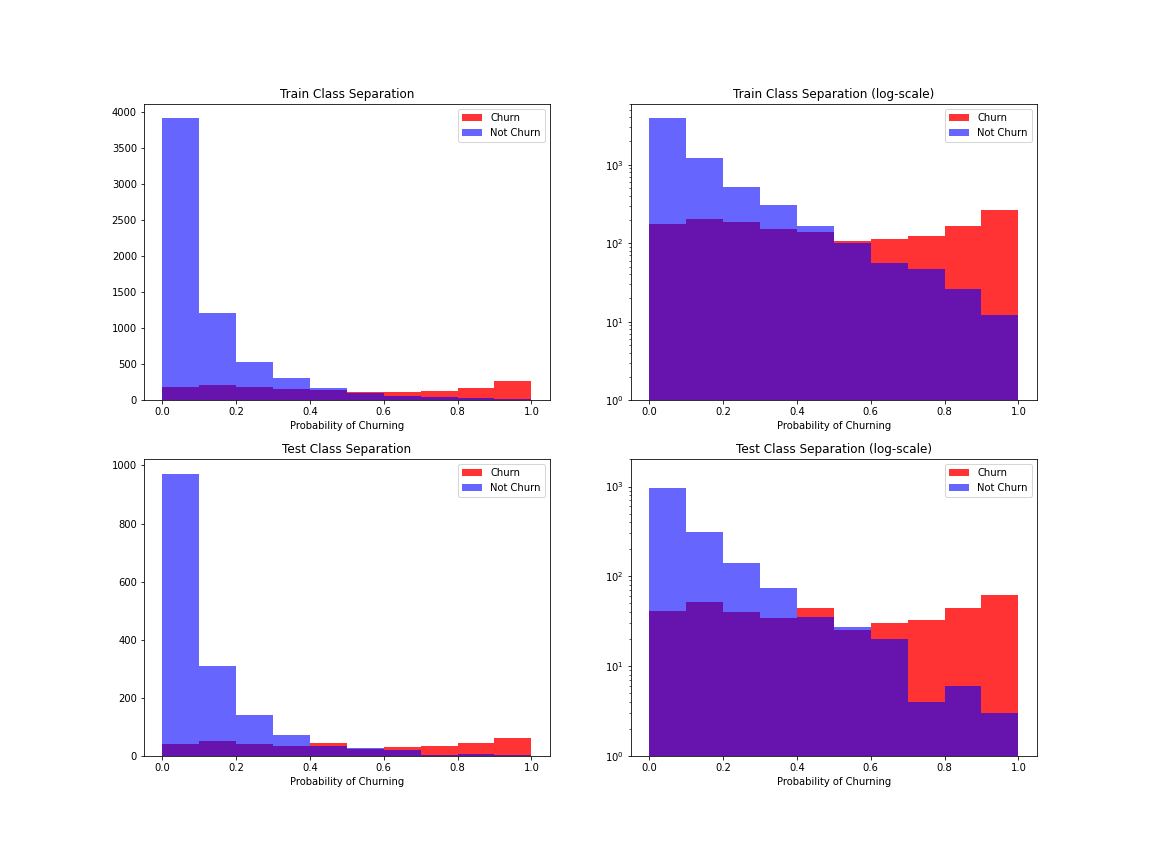 Train Class Separation
4000
3500
3000
2500
2000
1500
1000
500
0
0.0 0.2 0.4 0.6 0.8 1.0
Probability of Churning
Churn
Not Churn
Train Class Separation (log-scale)
10³
10²
10¹
10⁰
0.0 0.2 0.4 0.6 0.8 1.0
Probability of Churning
Churn
Not Churn
Test Class Separation
1000
800
600
400
200
0
0.0 0.2 0.4 0.6 0.8 1.0
Probability of Churning
Churn
Not Churn
Test Class Separation (log-scale)
10³
10²
10¹
10⁰
0.0 0.2 0.4 0.6 0.8 1.0
Probability of Churning
Churn
Not Churn